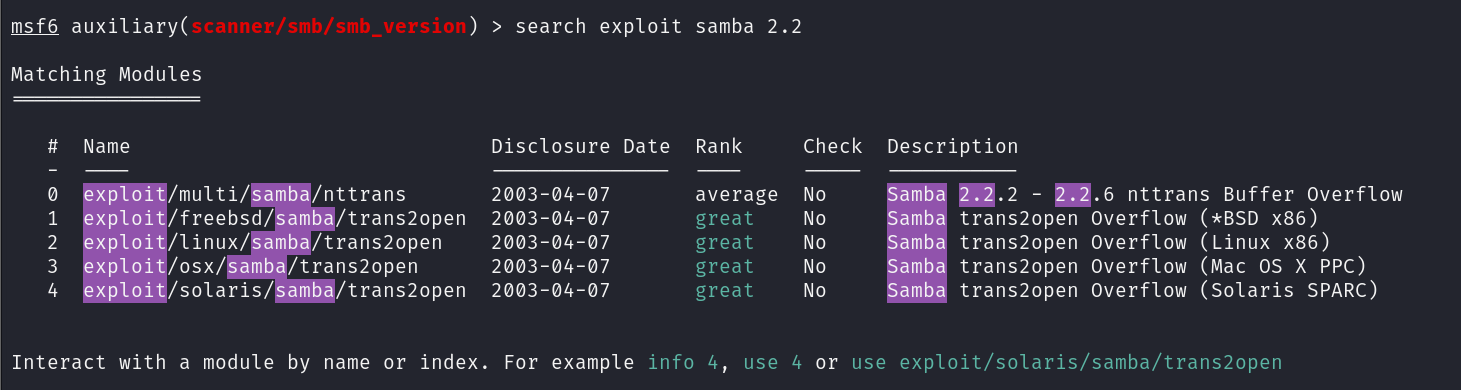 msf6 auxiliary(scanner/smb/smb_version) > search exploit samba 2.2
Matching Modules
================
#  Name                              Disclosure Date  Rank     Check  Description
-  ----                              ---------------  ----     -----  -----------
0  exploit/multi/samba/nttrans       2003-04-07       average  No     Samba 2.2.2 - 2.2.6 nttrans Buffer Overflow
1  exploit/freebsd/samba/trans2open  2003-04-07       great    No     Samba trans2open Overflow (*BSD x86)
2  exploit/linux/samba/trans2open    2003-04-07       great    No     Samba trans2open Overflow (Linux x86)
3  exploit/osx/samba/trans2open      2003-04-07       great    No     Samba trans2open Overflow (Mac OS X PPC)
4  exploit/solaris/samba/trans2open  2003-04-07       great    No     Samba trans2open Overflow (Solaris SPARC)
Interact with a module by name or index. For example info 4, use 4 or use exploit/solaris/samba/trans2open